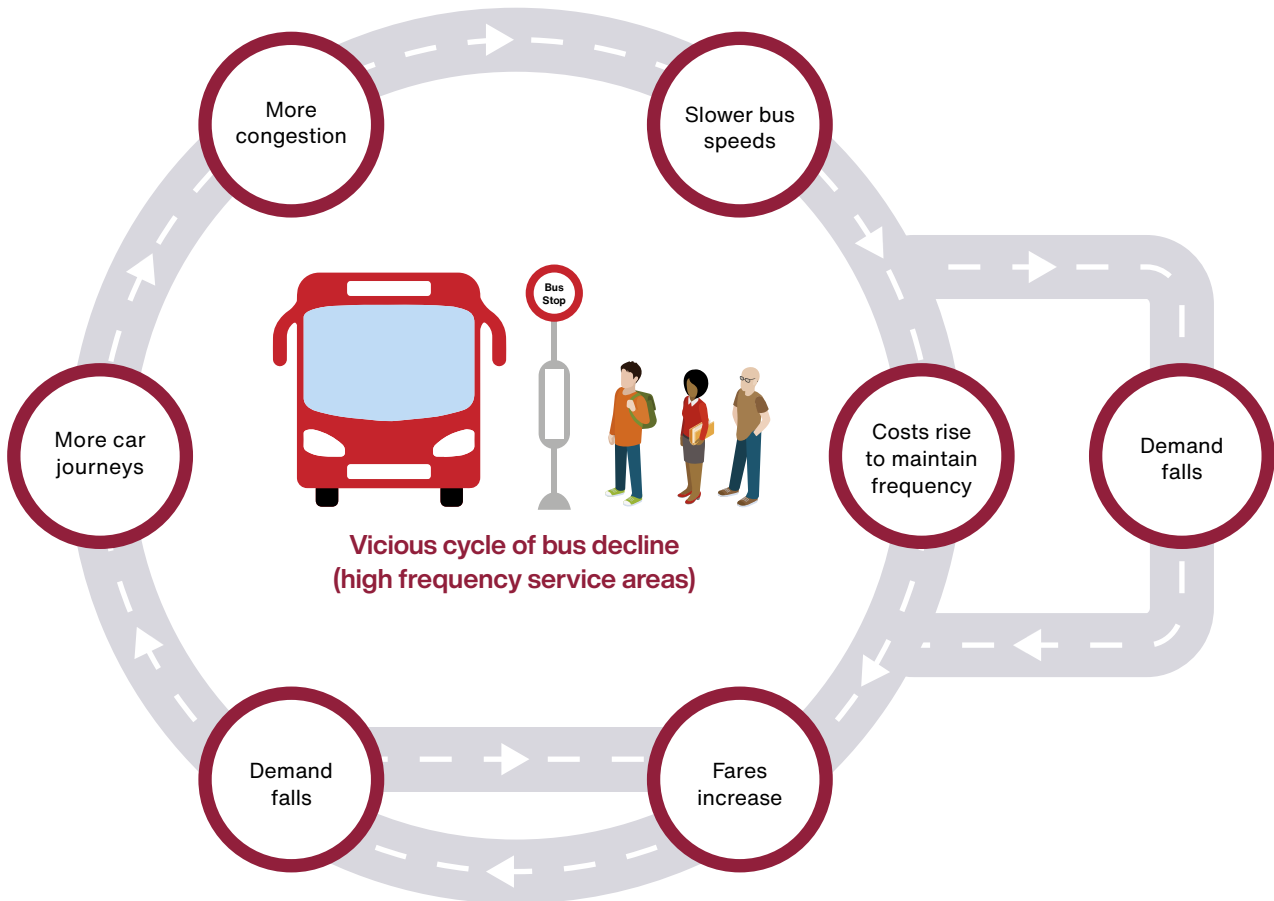 More
congestion
Slower bus
speeds
Bus
Stop
More car
journeys
Costs rise
to maintain
frequency
Demand
falls
Vicious cycle of bus decline
(high frequency service areas)
Demand
falls
Fares
increase